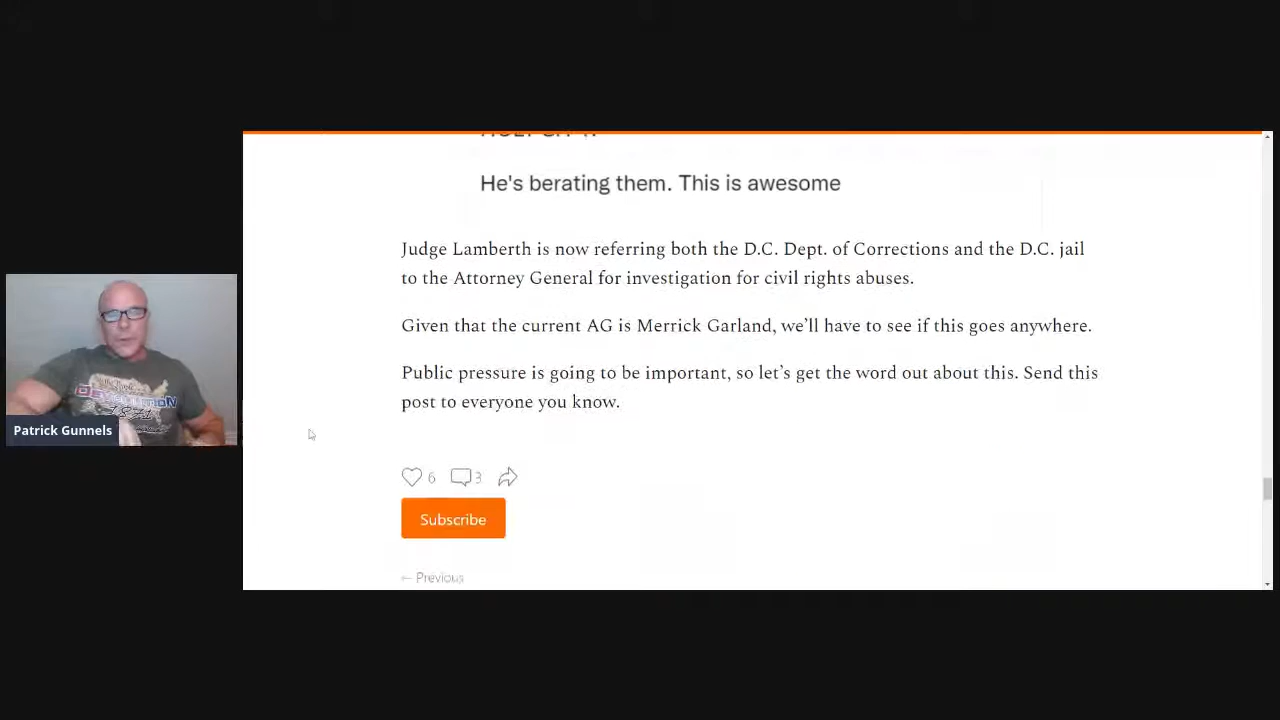 He's berating them. This is awesome
Judge Lamberth is now referring both the D.C. Dept. of Corrections and the D.C. jail
to the Attorney General for investigation for civil rights abuses.
Given that the current AG is Merrick Garland, we’ll have to see if this goes anywhere.
Public pressure is going to be important, so let’s get the word out about this. Send this
post to everyone you know.
6 3
Subscribe
← Previous
DEVOLUTION
Patrick Gunnels